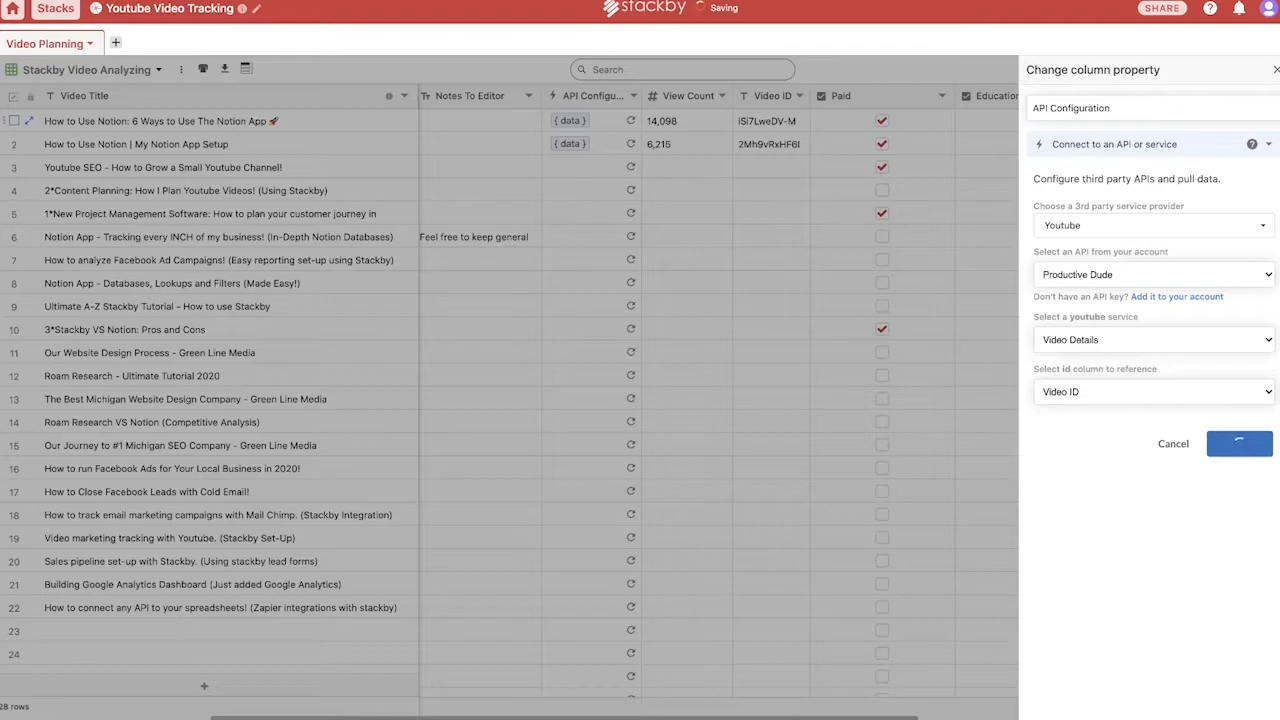 Stacks Youtube Video Tracking stackby Saving SHARE
Video Planning
Stackby Video Analyzing Search Change column property
Video Title Notes To Editor API Configu... View Count Video ID Paid Education
API Configuration
How to Use Notion: 6 Ways to Use The Notion App 🚀 { data } 14,098 iSi7LweDV-M
2 How to Use Notion | My Notion App Setup { data } 6,215 2Mh9vRxHF6I
Connect to an API or service
3 Youtube SEO - How to Grow a Small Youtube Channel!
Configure third party APIs and pull data.
4 2*Content Planning: How I Plan Youtube Videos! (Using Stackby)
Choose a 3rd party service provider
5 1*New Project Management Software: How to plan your customer journey in
Youtube
6 Notion App - Tracking every INCH of my business! (In-Depth Notion Databases) Feel free to keep general
Select an API from your account
7 How to analyze Facebook Ad Campaigns! (Easy reporting set-up using Stackby)
Productive Dude
8 Notion App - Databases, Lookups and Filters (Made Easy!)
Don't have an API key? Add it to your account
9 Ultimate A-Z Stackby Tutorial - How to use Stackby
Select a youtube service
10 3*Stackby VS Notion: Pros and Cons
Video Details
11 Our Website Design Process - Green Line Media
Select id column to reference
12 Roam Research - Ultimate Tutorial 2020
Video ID
13 The Best Michigan Website Design Company - Green Line Media
14 Roam Research VS Notion (Competitive Analysis)
15 Our Journey to #1 Michigan SEO Company - Green Line Media
Cancel
16 How to run Facebook Ads for Your Local Business in 2020!
17 How to Close Facebook Leads with Cold Email!
18 How to track email marketing campaigns with Mail Chimp. (Stackby Integration)
19 Video marketing tracking with Youtube. (Stackby Set-Up)
20 Sales pipeline set-up with Stackby. (Using stackby lead forms)
21 Building Google Analytics Dashboard (Just added Google Analytics)
22 How to connect any API to your spreadsheets! (Zapier integrations with stackby)
23
24
28 rows